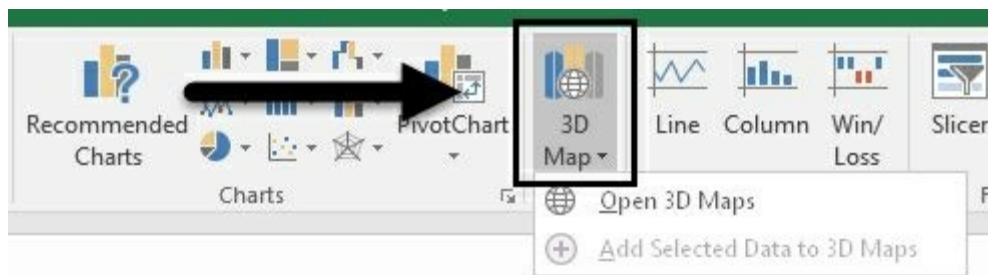 Recommended
Charts
PivotChart
3D
Map
Line
Column
Win/
Loss
Slicer
Charts
F
Open 3D Maps
Add Selected Data to 3D Maps